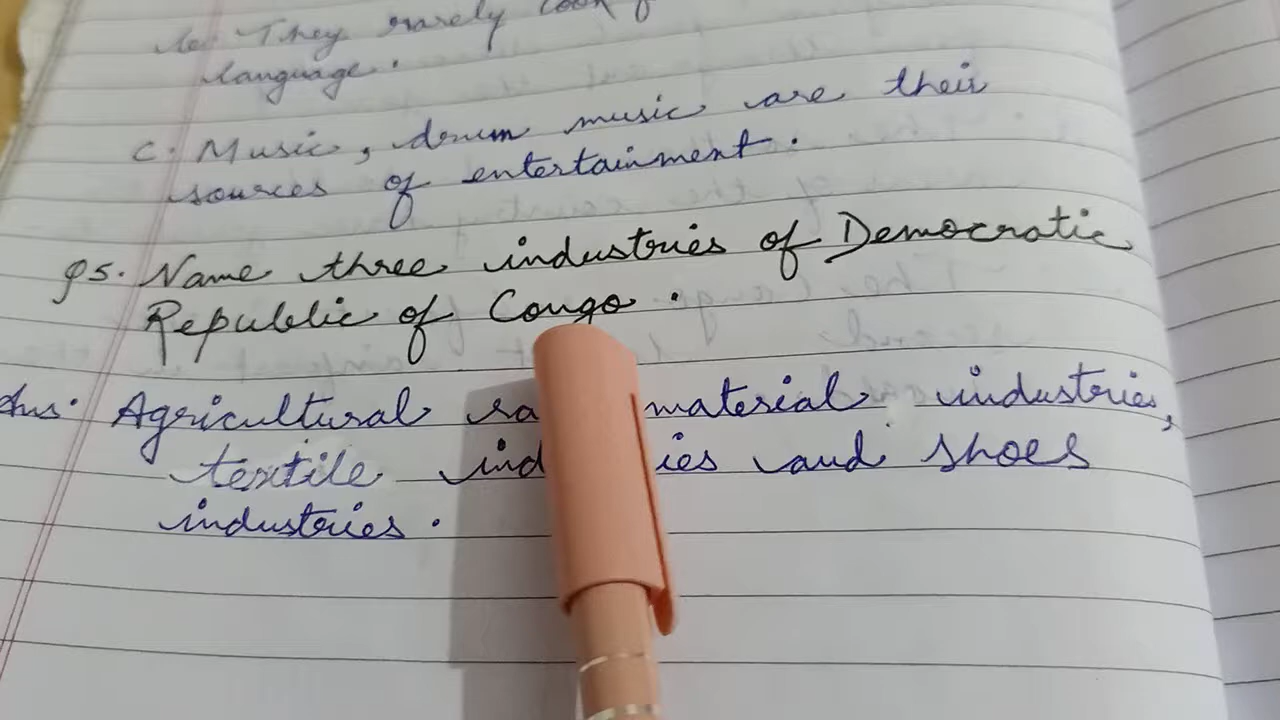 They rarely
language.
C. Music, drum music are their
sources of entertainment.
Q5. Name three industries of Democratic
Republic of Congo.
Ans. Agricultural material industries,
textile and shoes
industries.